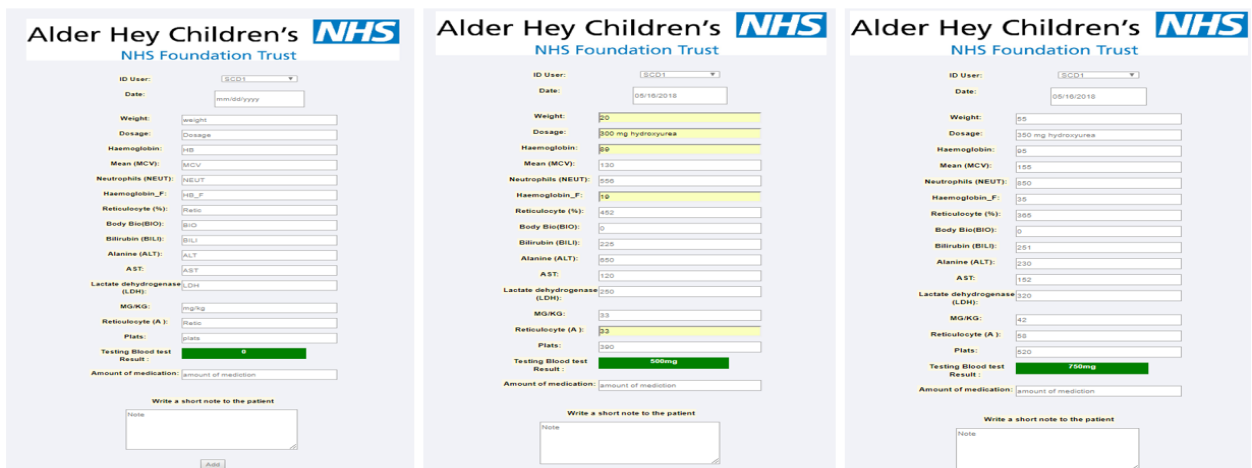 Alder Hey Children's NHS
NHS Foundation Trust
ID User: SCD1
Date: mm/dd/yyyy
Weight: weight
Dosage: Dosage
Haemoglobin: HB
Mean (MCV): MCV
Neutrophils (NEUT): NEUT
Haemoglobin_F: HB_F
Reticulocyte (%): Ratio
Body Bio(BIO): BIO
Bilirubin (BILI): BILI
Alanine (ALT): ALT
AST: AST
Lactate dehydrogenase (LDH): LDH
MG/KG: mg/kg
Reticulocyte (A ): Ratio
Plats: plats
Testing Blood test Result : 0
Amount of medication: amount of mediction
Write a short note to the patient
Note
Add
Alder Hey Children's NHS
NHS Foundation Trust
ID User: SCD1
Date: 05/16/2018
Weight: 20
Dosage: 300 mg hydroxyurea
Haemoglobin: 89
Mean (MCV): 130
Neutrophils (NEUT): 556
Haemoglobin_F: 19
Reticulocyte (%): 452
Body Bio(BIO): 0
Bilirubin (BILI): 225
Alanine (ALT): 550
AST: 120
Lactate dehydrogenase (LDH): 250
MG/KG: 33
Reticulocyte (A ): 33
Plats: 390
Testing Blood test Result : 500mg
Amount of medication: amount of mediction
Write a short note to the patient
Note
Alder Hey Children's NHS
NHS Foundation Trust
ID User: SCD1
Date: 05/16/2018
Weight: 55
Dosage: 350 mg hydroxyurea
Haemoglobin: 95
Mean (MCV): 155
Neutrophils (NEUT): 850
Haemoglobin_F: 35
Reticulocyte (%): 365
Body Bio(BIO): 0
Bilirubin (BILI): 251
Alanine (ALT): 230
AST: 152
Lactate dehydrogenase (LDH): 320
MG/KG: 42
Reticulocyte (A ): 58
Plats: 520
Testing Blood test Result : 750mg
Amount of medication: amount of mediction
Write a short note to the patient
Note